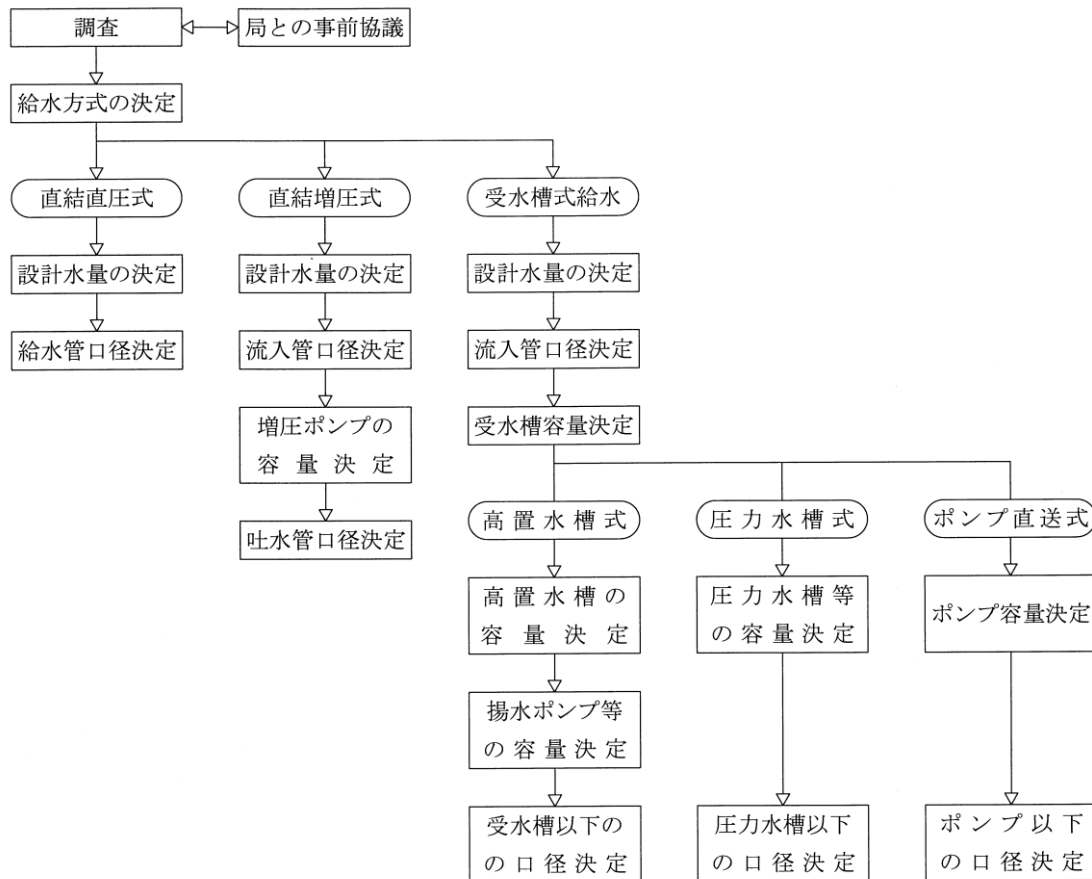 調査
局との事前協議
給水方式の決定
直結直圧式
直結増圧式
受水槽式給水
設計水量の決定
設計水量の決定
設計水量の決定
給水管口径決定
流入管口径決定
流入管口径決定
増圧ポンプの
容量決定
受水槽容量決定
吐水管口径決定
高置水槽式
圧力水槽式
ポンプ直送式
高置水槽の
容量決定
圧力水槽等
の容量決定
ポンプ容量決定
揚水ポンプ等
の容量決定
受水槽以下の
の口径決定
圧力水槽以下
の口径決定
ポンプ以下
の口径決定